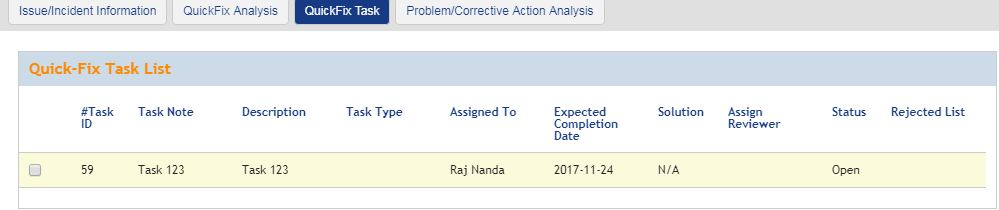 Issue/Incident Information QuickFix Analysis QuickFix Task Problem/Corrective Action Analysis
Quick-Fix Task List
#Task ID Task Note Description Task Type Assigned To Expected Completion Date Solution Assign Reviewer Status Rejected List
59 Task 123 Task 123 Raj Nanda 2017-11-24 N/A Open